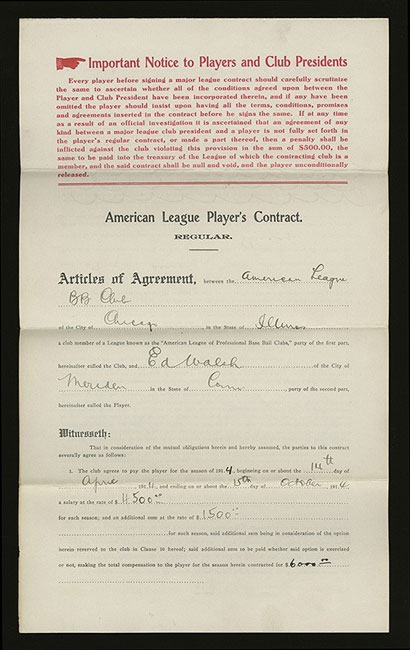 Important Notice to Players and Club Presidents
Every player before signing a major league contract should carefully scrutinize
the same to ascertain whether all of the conditions agreed upon between the
Player and Club President have been incorporated therein, and if any have been
omitted the player should insist upon having all the terms, conditions, promises
and agreements inserted in the contract before he signs the same. If at any time
as a result of an official investigation it is ascertained that an agreement of any
kind between a major league club president and a player is not fully set forth in
the player's regular contract, or made a part thereof, then a penalty shall be
inflicted against the club violating this provision in the sum of $500.00, the
same to be paid into the treasury of the League of which the contracting club is a
member, and the said contract shall be null and void, and the player unconditionally
released.
American League Player's Contract.
REGULAR.
Articles of Agreement, between the American League
BB Club
of the City of Chicago in the State of Illinois
a club member of a League known as the "American League of Professional Base Ball Clubs," party of the first part,
hereinafter called the Club, and Ed Walsh of the City of
Meriden in the State of Conn , party of the second part,
hereinafter called the Player.
Witnesseth:
That in consideration of the mutual obligations herein and hereby assumed, the parties to this contract
severally agree as follows:
1. The club agrees to pay the player for the season of 1914, beginning on or about the 14th day of
April 1914, and ending on or about the 15th day of October 1914,
a salary at the rate of $ 4500 00
for each season; and an additional sum at the rate of $ 1500
for each season, said additional sum being in consideration of the option
herein reserved to the club in Clause 10 hereof; said additional sum to be paid whether said option is exercised
or not, making the total compensation to the player for the season herein contracted for $ 6000 00